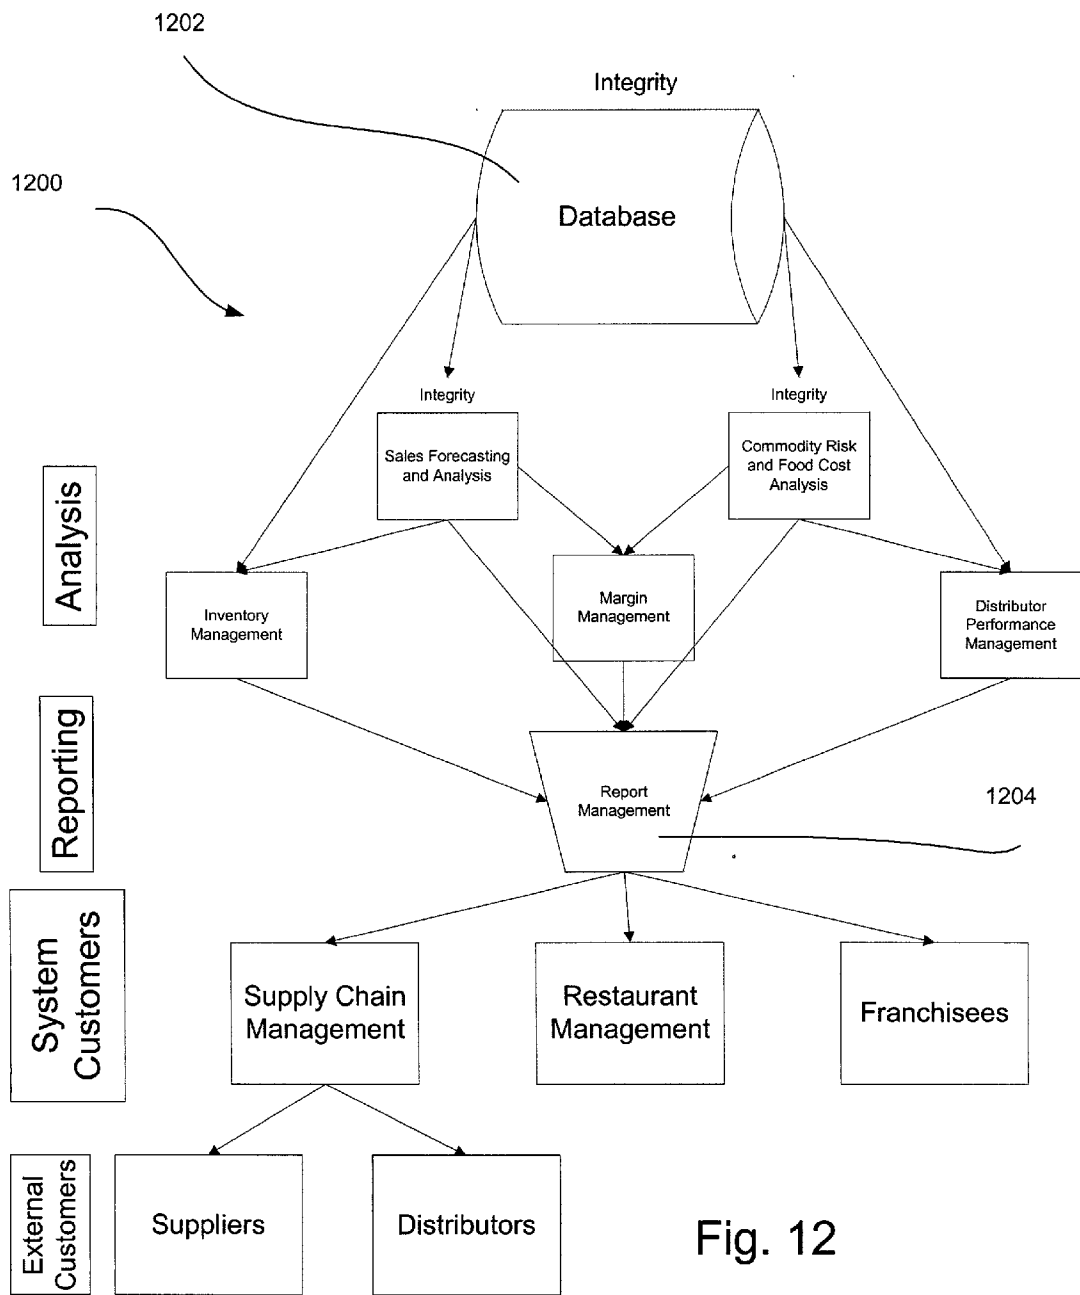 1202
Integrity
1200
Database
Integrity
Integrity
Sales Forecasting
and Analysis
Commodity Risk
and Food Cost
Analysis
Analysis
Inventory
Management
Margin
Management
Distributor
Performance
Management
Reporting
Report
Management
1204
System
Customers
Supply Chain
Management
Restaurant
Management
Franchisees
External
Customers
Suppliers
Distributors
Fig. 12